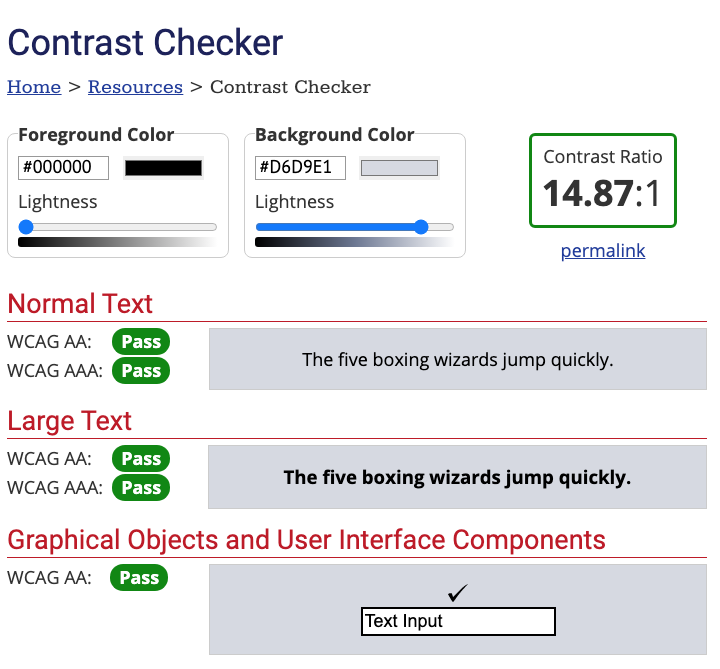 Contrast Checker
Home > Resources > Contrast Checker
Foreground Color
#000000
Lightness
Background Color
#D6D9E1
Lightness
Contrast Ratio
14.87:1
permalink
Normal Text
WCAG AA: Pass
WCAG AAA: Pass
The five boxing wizards jump quickly.
Large Text
WCAG AA: Pass
WCAG AAA: Pass
The five boxing wizards jump quickly.
Graphical Objects and User Interface Components
WCAG AA: Pass
✓
Text Input